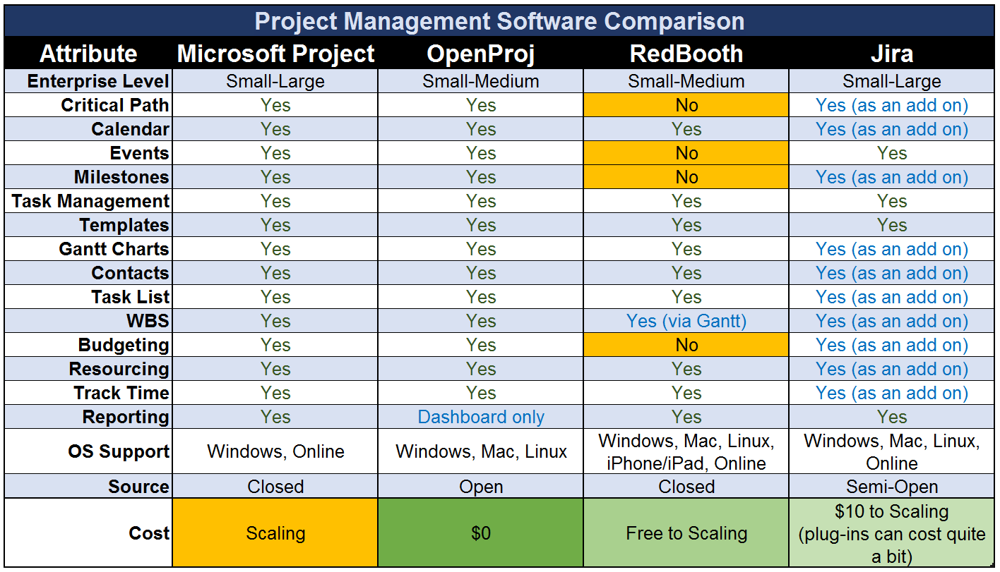 Project Management Software Comparison
Attribute Microsoft Project OpenProj RedBooth Jira
Enterprise Level Small-Large Small-Medium Small-Medium Small-Large
Critical Path Yes Yes No Yes (as an add on)
Calendar Yes Yes Yes Yes (as an add on)
Events Yes Yes No Yes
Milestones Yes Yes No Yes (as an add on)
Task Management Yes Yes Yes Yes
Templates Yes Yes Yes Yes
Gantt Charts Yes Yes Yes Yes (as an add on)
Contacts Yes Yes Yes Yes (as an add on)
Task List Yes Yes Yes Yes (as an add on)
WBS Yes Yes Yes (via Gantt) Yes (as an add on)
Budgeting Yes Yes No Yes (as an add on)
Resourcing Yes Yes Yes Yes (as an add on)
Track Time Yes Yes Yes Yes (as an add on)
Reporting Yes Dashboard only Yes Yes
OS Support Windows, Online Windows, Mac, Linux Windows, Mac, Linux, iPhone/iPad, Online Windows, Mac, Linux, Online
Source Closed Open Closed Semi-Open
Cost Scaling $0 Free to Scaling $10 to Scaling (plug-ins can cost quite a bit)